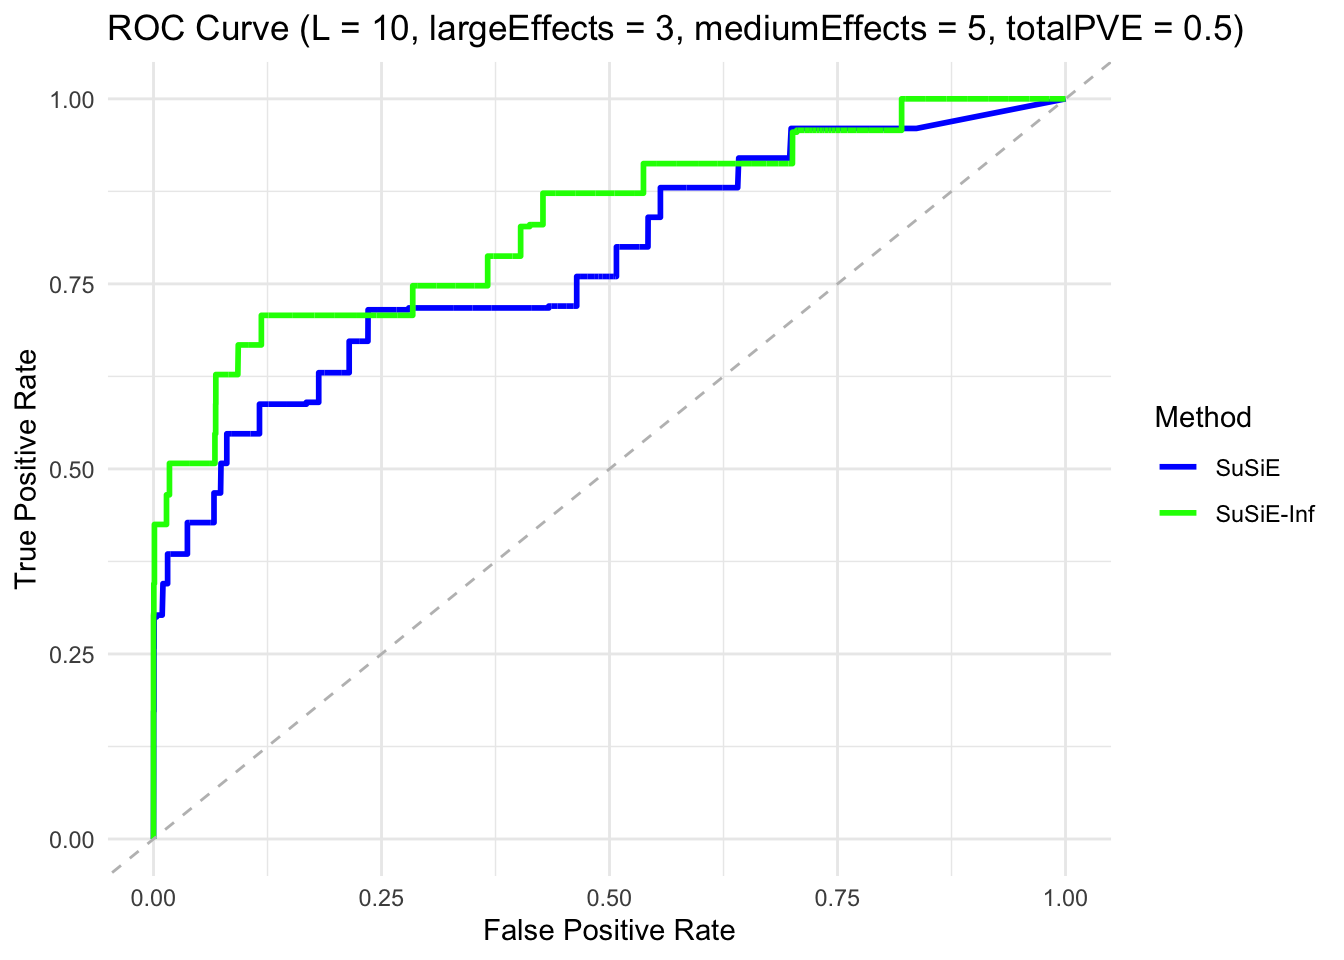 ROC Curve (L = 10, largeEffects = 3, mediumEffects = 5, totalPVE = 0.5)
1.00
0.75
0.50
0.25
0.00
True Positive Rate
0.00 0.25 0.50 0.75 1.00
False Positive Rate
Method
SuSiE
SuSiE-Inf